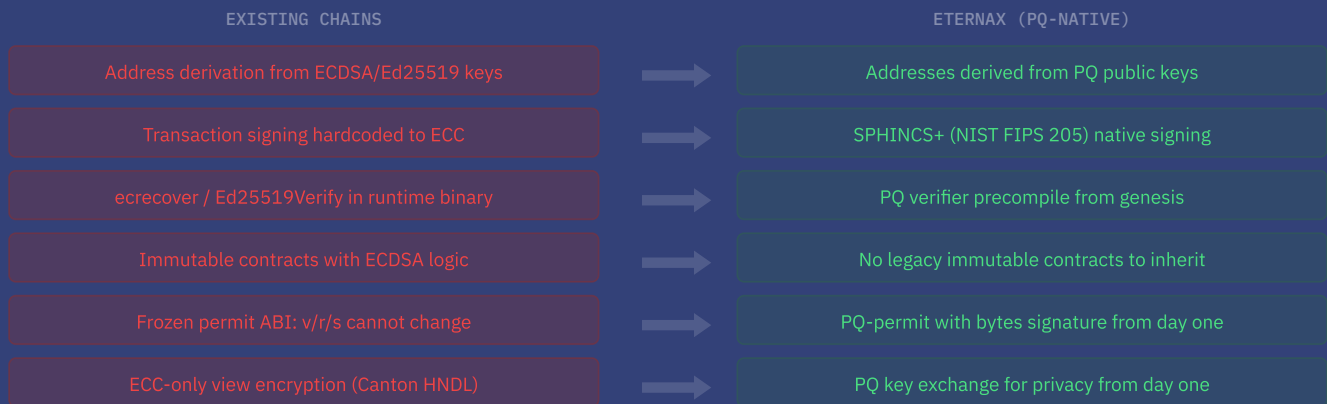 EXISTING CHAINS
ETERNAX (PQ-NATIVE)
Address derivation from ECDSA/Ed25519 keys
Addresses derived from PQ public keys
Transaction signing hardcoded to ECC
SPHINCS+ (NIST FIPS 205) native signing
ecrecover / Ed25519Verify in runtime binary
PQ verifier precompile from genesis
Immutable contracts with ECDSA logic
No legacy immutable contracts to inherit
Frozen permit ABI: v/r/s cannot change
PQ-permit with bytes signature from day one
ECC-only view encryption (Canton HNDL)
PQ key exchange for privacy from day one